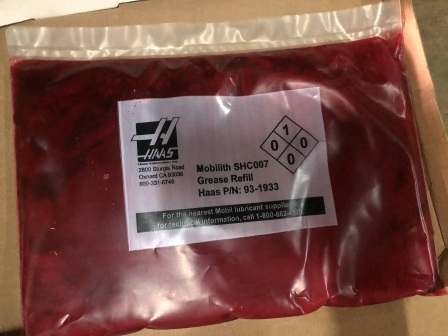 HAAS
2800 Sturgis Road
Oxnard CA 93030
800-331-6746
Mobilith SHC007
Grease Refill
Haas P/N: 93-1933
1
0 0
0
For the nearest Mobil lubricant supplier
for technical information, call 1-800-662-4525